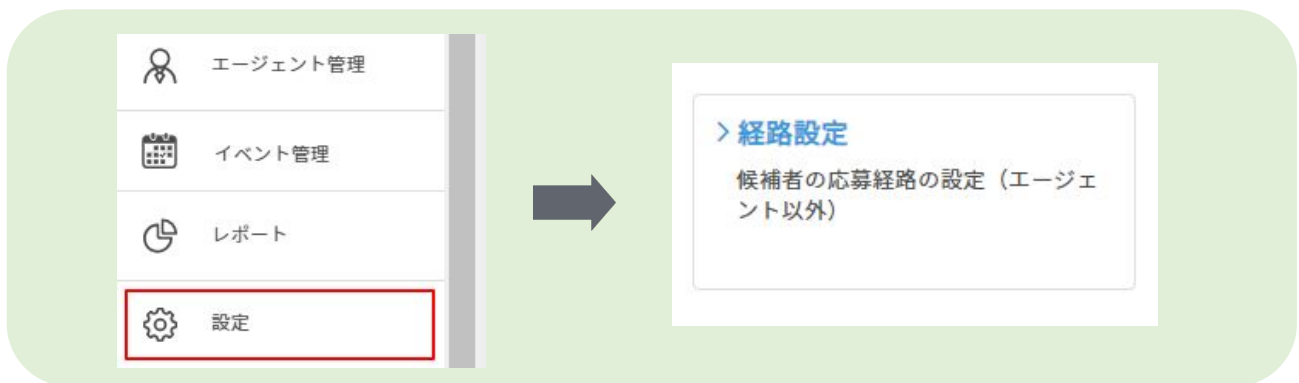 エージェント管理
イベント管理
レポート
設定
> 経路設定
候補者の応募経路の設定（エージェ
ント以外）